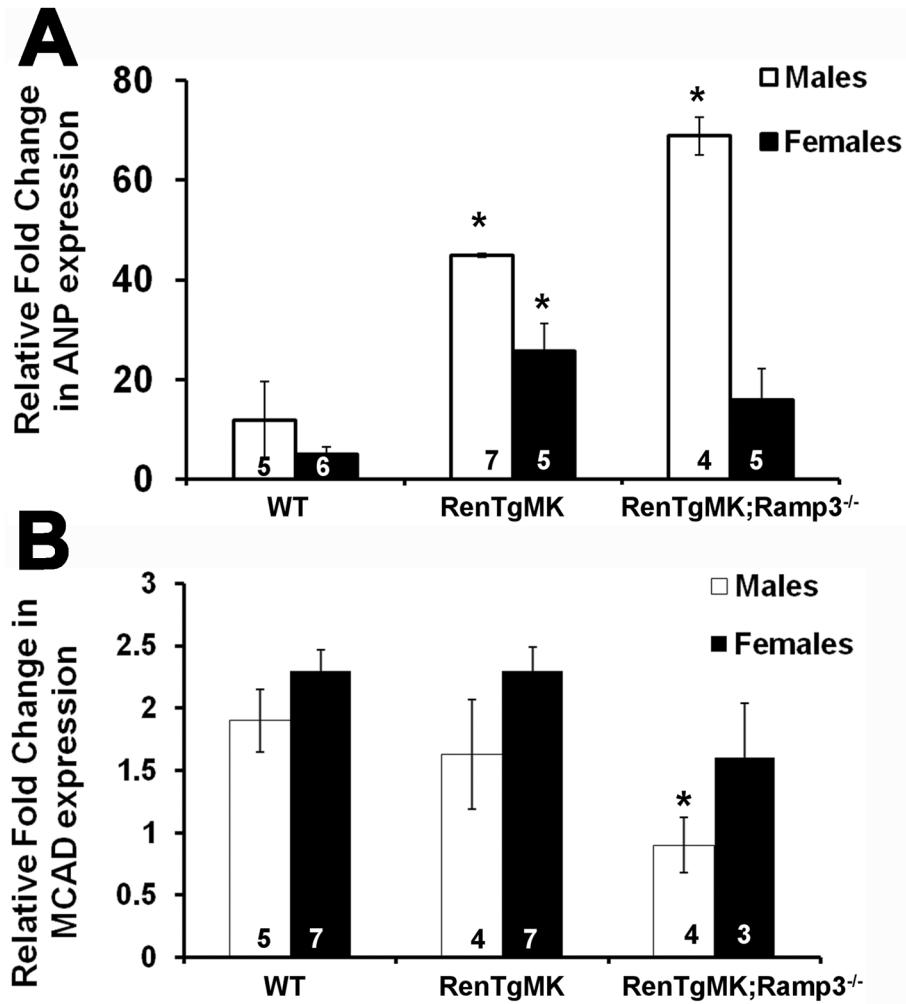 A
Relative Fold Change
in ANP expression
80
60
40
20
0
Males
Females
*
*
*
5
6
7
5
4
5
WT
RenTgMK
RenTgMK;Ramp3-/-
B
Relative Fold Change in
MCAD expression
3
2.5
2
1.5
1
0.5
0
Males
Females
*
5
7
4
7
4
3
WT
RenTgMK
RenTgMK;Ramp3-/-